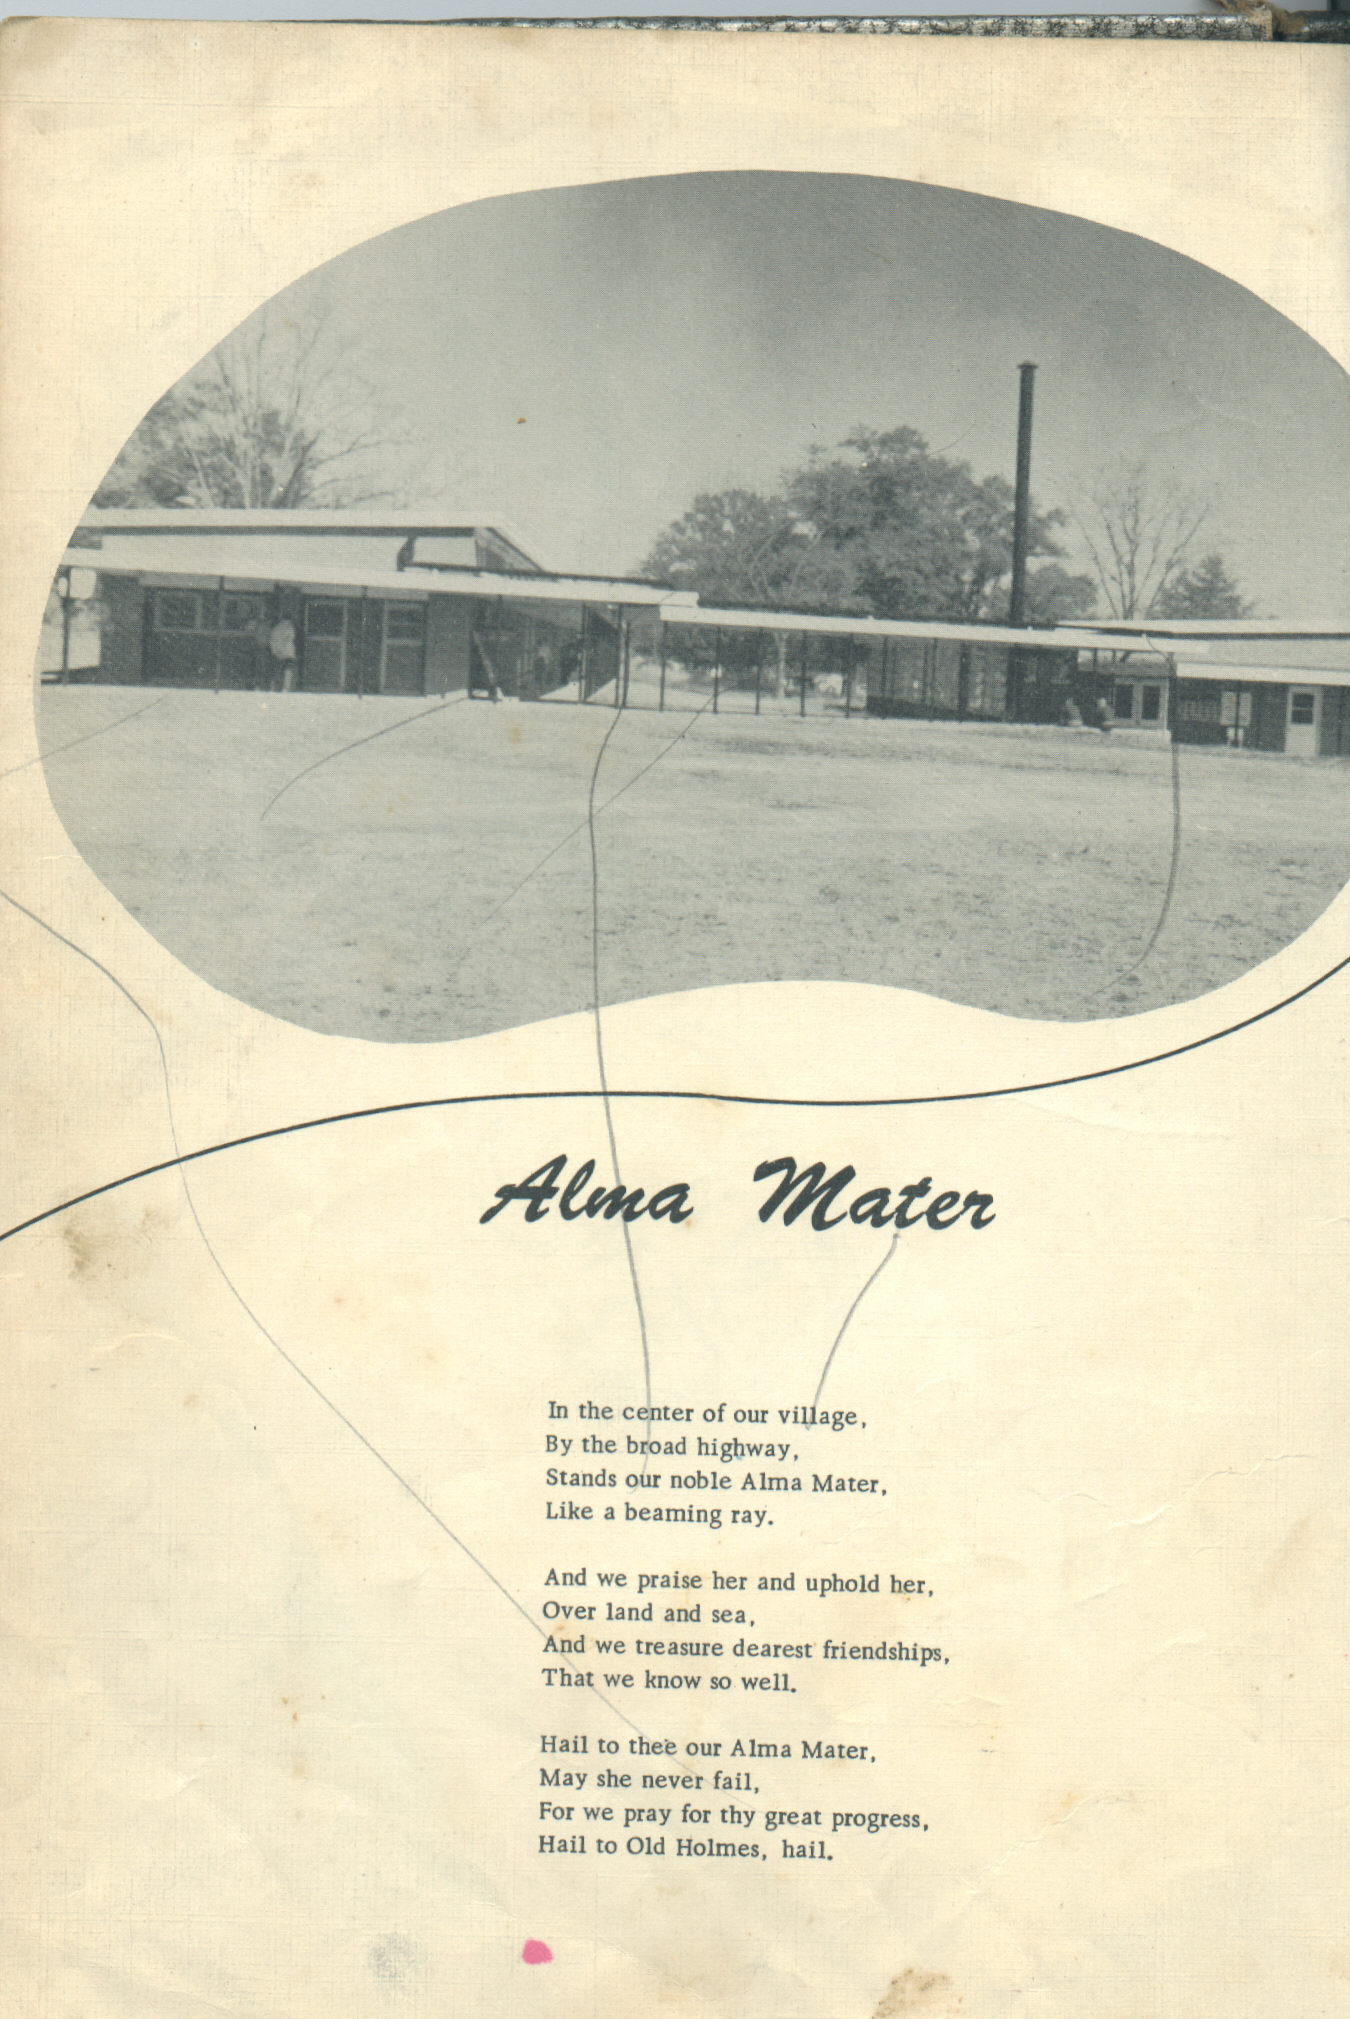 Alma Mater
In the center of our village,
By the broad highway,
Stands our noble Alma Mater,
Like a beaming ray.
And we praise her and uphold her,
Over land and sea,
And we treasure dearest friendships,
That we know so well.
Hail to thee our Alma Mater,
May she never fail,
For we pray for thy great progress,
Hail to Old Holmes, hail.